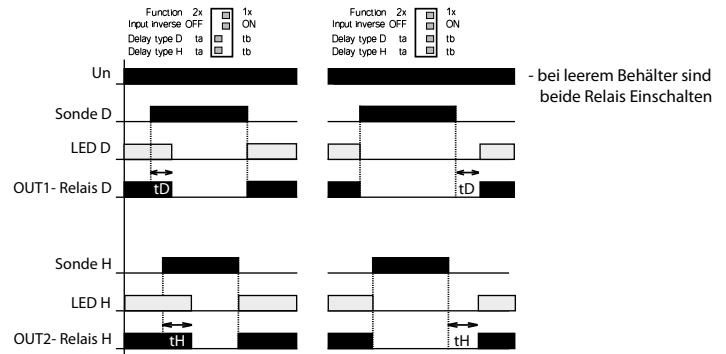 Function 2x 1x
Input inverse OFF ON
Delay type D ta tb
Delay type H ta tb
Function 2x 1x
Input inverse OFF ON
Delay type D ta tb
Delay type H ta tb
Un
- bei leerem Behälter sind
beide Relais Einschalten
Sonde D
LED D
OUT1- Relais D
tD
tD
Sonde H
LED H
OUT2- Relais H
tH
tH